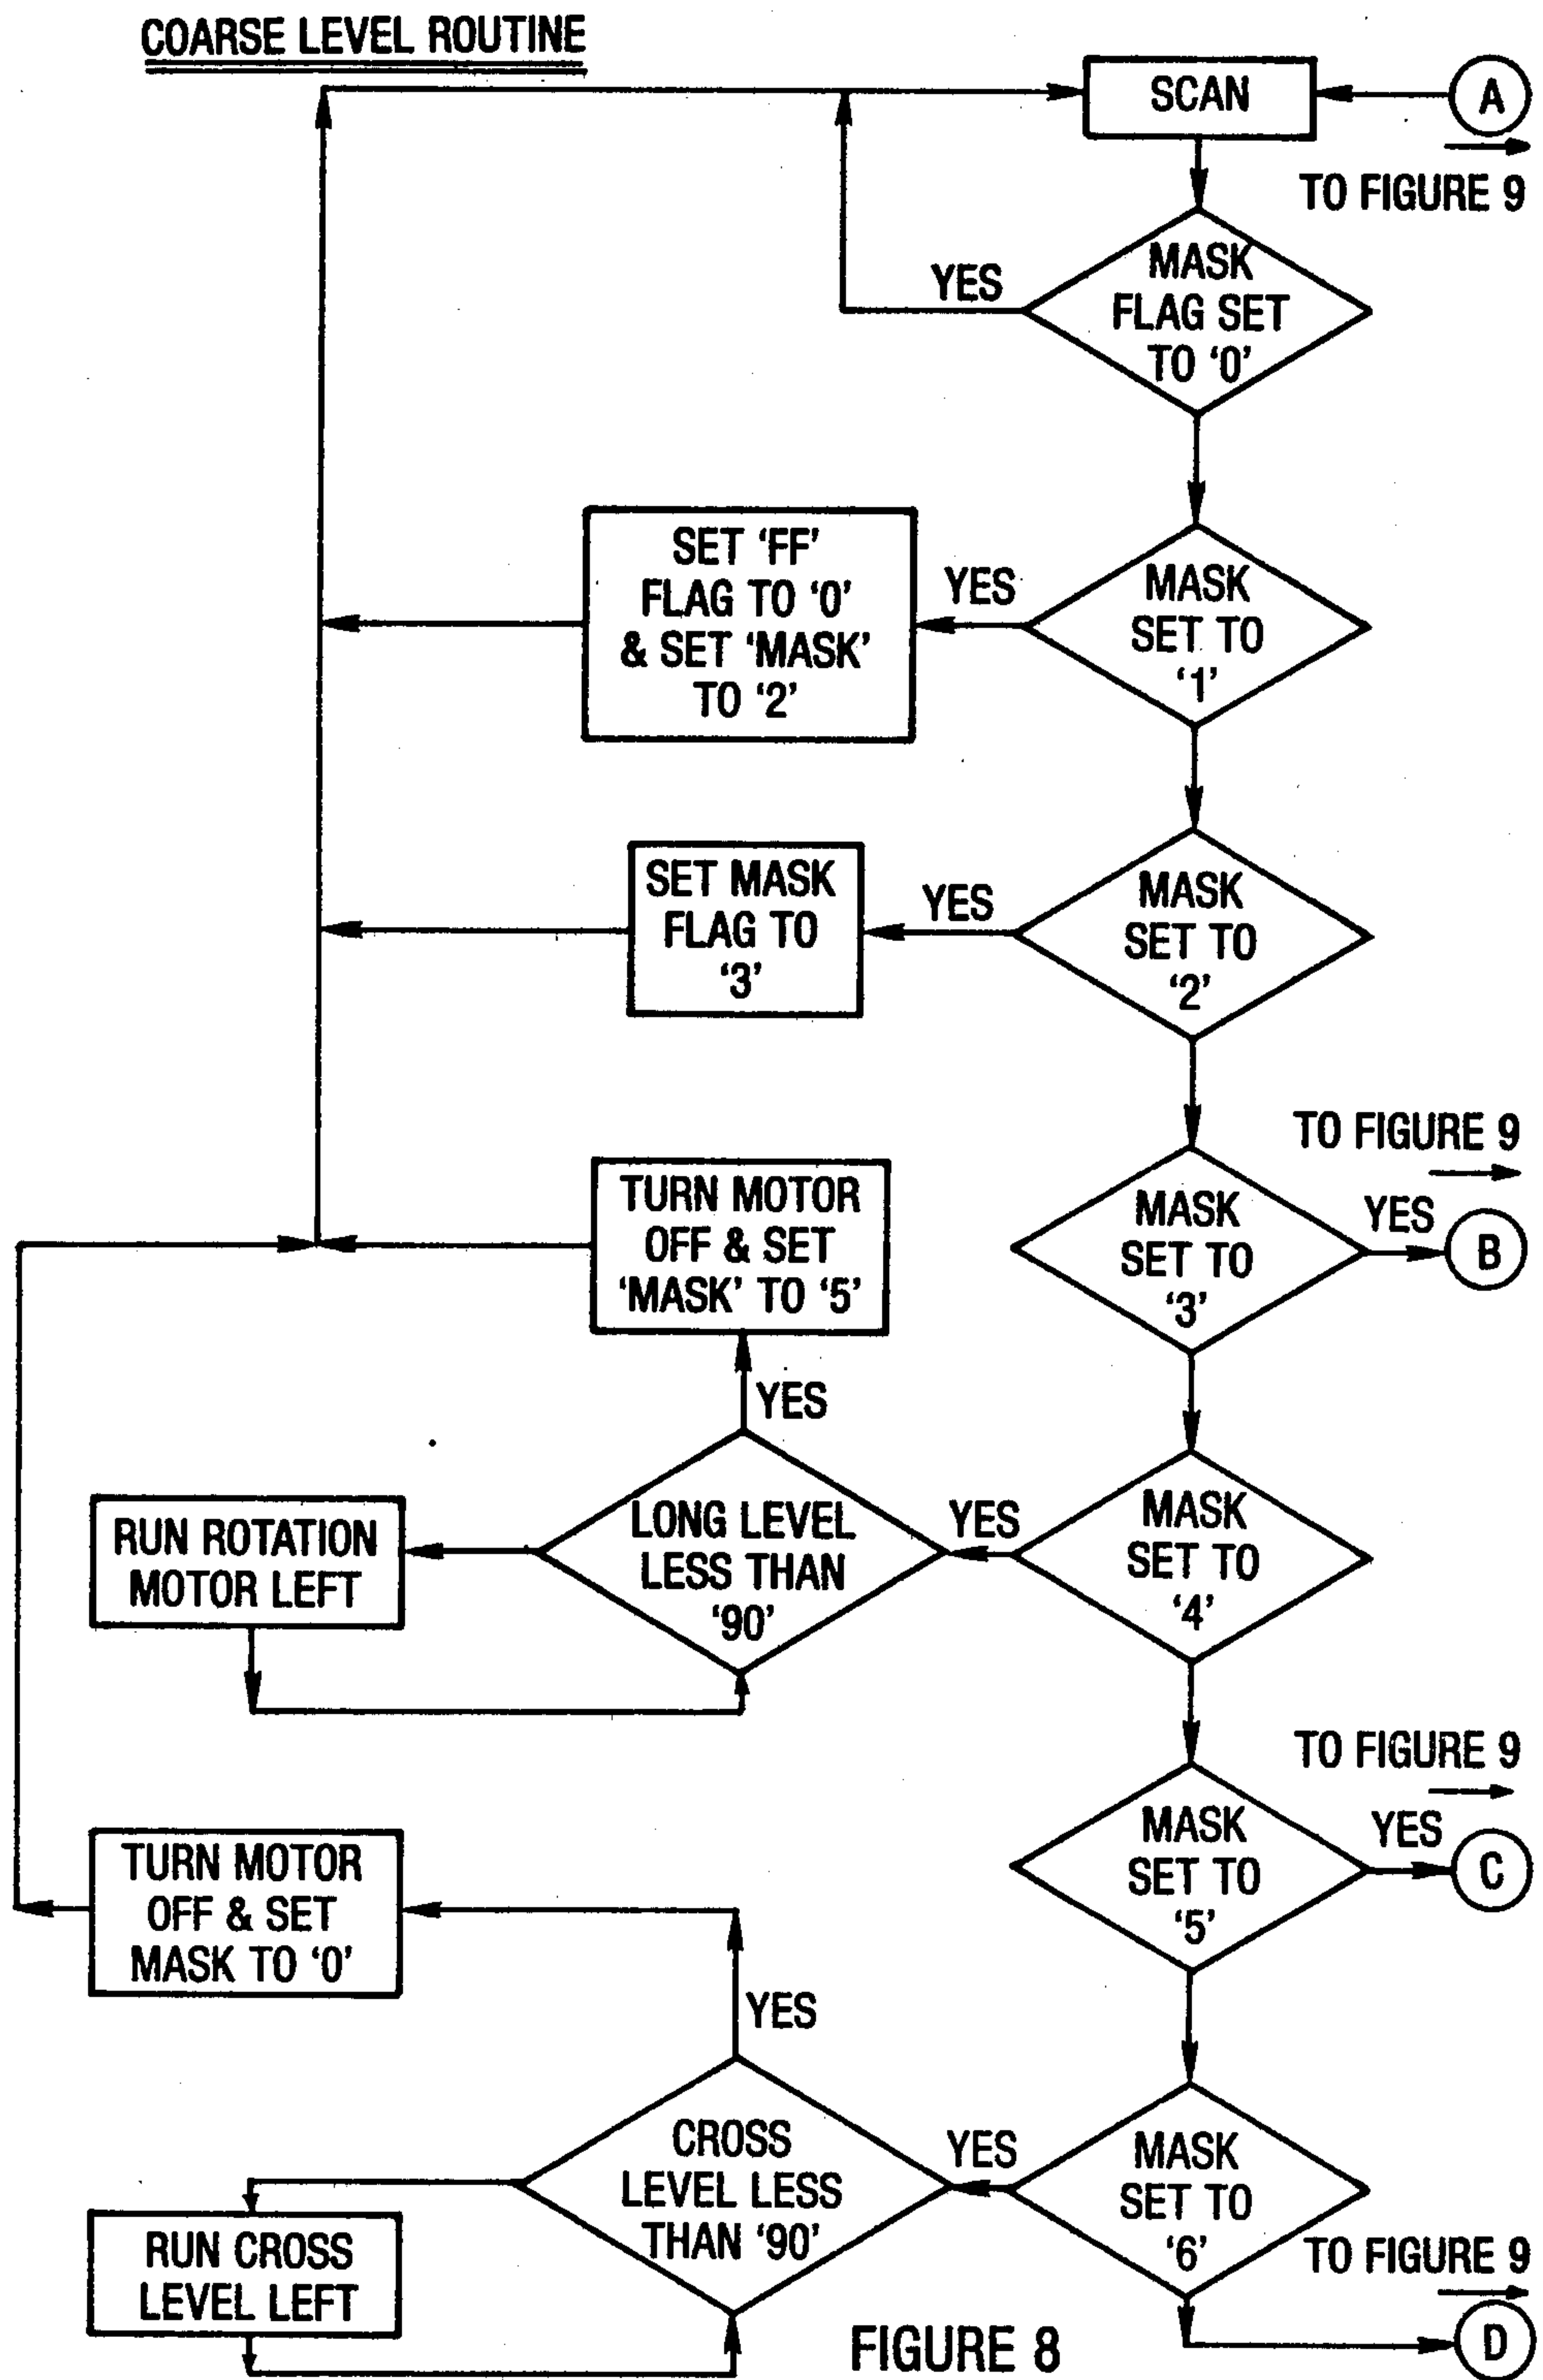 COARSE LEVEL ROUTINE
SCAN
A
TO FIGURE 9
MASK
FLAG SET
TO ‘0’
YES
MASK
SET TO
‘1’
YES
SET ‘FF’
FLAG TO ‘0’
& SET ‘MASK’
TO ‘2’
MASK
SET TO
‘2’
YES
SET MASK
FLAG TO
‘3’
TO FIGURE 9
MASK
SET TO
‘3’
YES
B
TURN MOTOR
OFF & SET
‘MASK’ TO ‘5’
YES
MASK
SET TO
‘4’
YES
LONG LEVEL
LESS THAN
‘90’
RUN ROTATION
MOTOR LEFT
TO FIGURE 9
MASK
SET TO
‘5’
YES
C
TURN MOTOR
OFF & SET
MASK TO ‘0’
YES
MASK
SET TO
‘6’
YES
CROSS
LEVEL LESS
THAN ‘90’
RUN CROSS
LEVEL LEFT
TO FIGURE 9
D
FIGURE 8